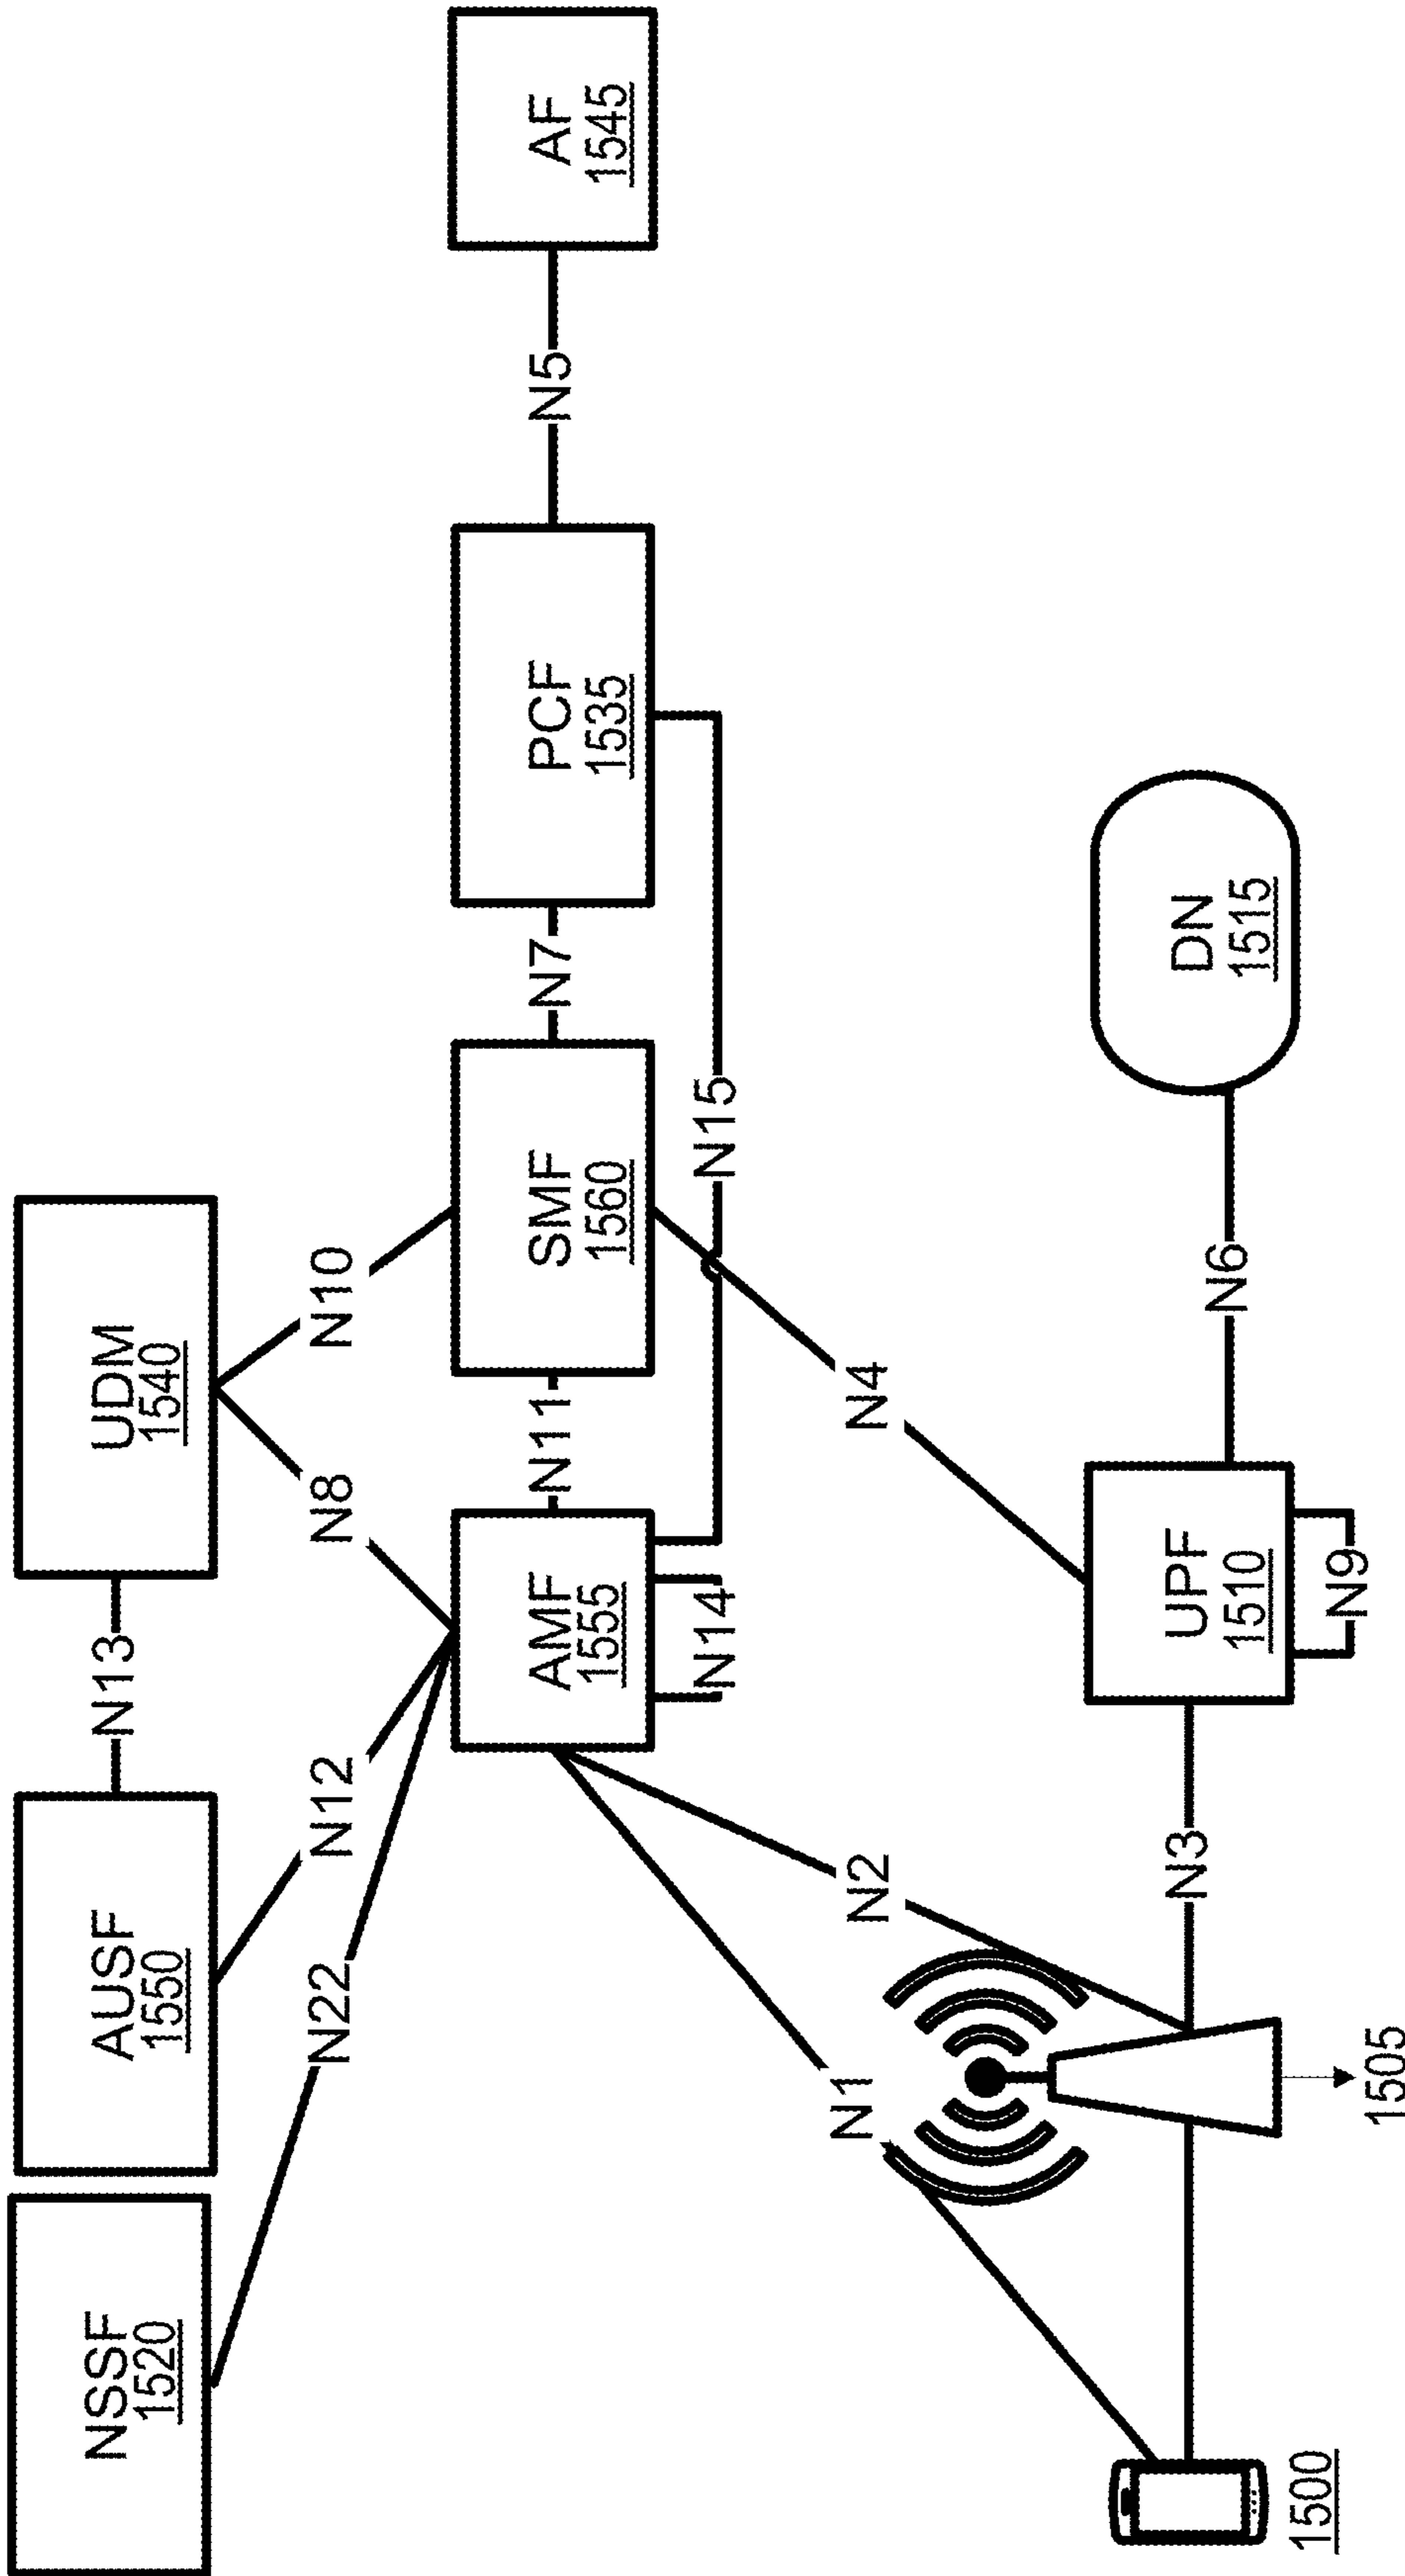 NSSF
1520
AUSF
1550
N13
UDM
1540
N22
N12
N8
N10
AMF
1555
N11
SMF
1560
N7
PCF
1535
N5
AF
1545
N14
N15
N1
N2
N4
1500
1505
N3
UPF
1510
N9
N6
DN
1515